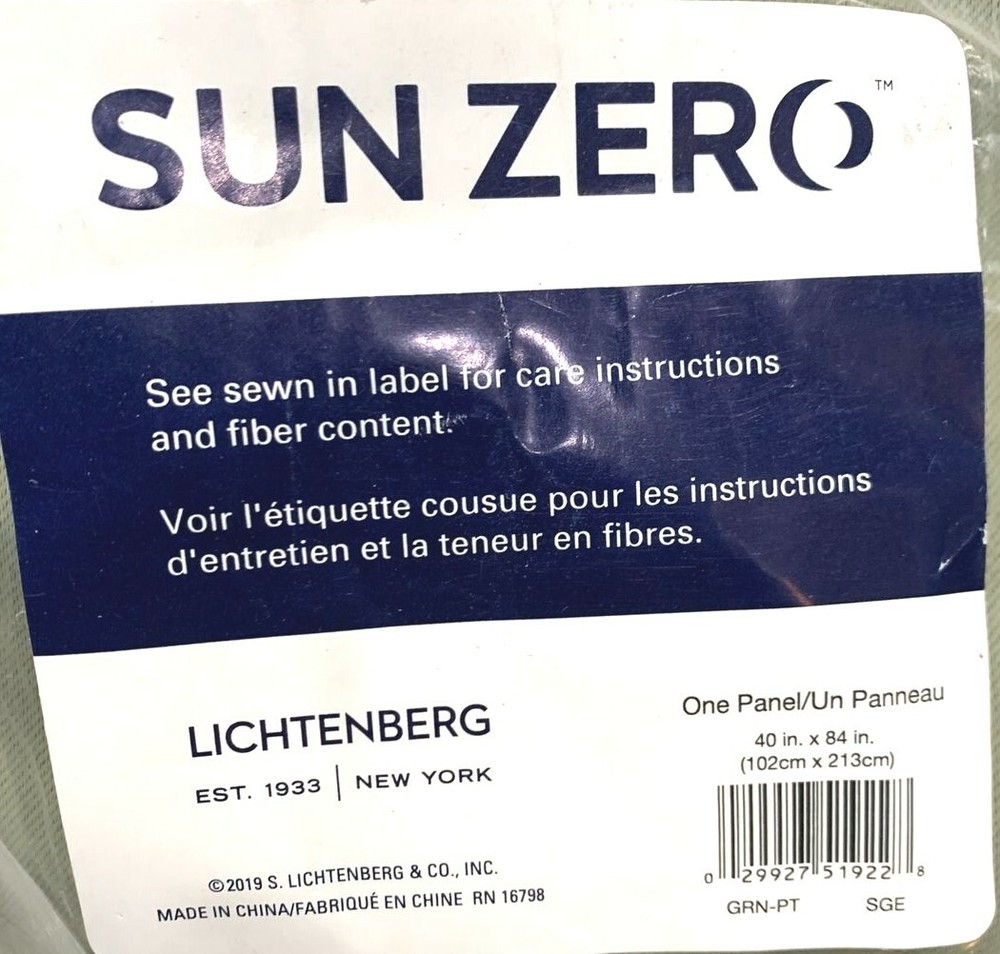 SUN ZERO™
See sewn in label for care instructions
and fiber content.
Voir l'étiquette cousue pour les instructions
d'entretien et la teneur en fibres.
LICHTENBERG
EST. 1933 | NEW YORK
©2019 S. LICHTENBERG & CO., INC.
MADE IN CHINA/FABRIQUÉ EN CHINE RN 16798
One Panel/Un Panneau
40 in. x 84 in.
(102cm x 213cm)
0 29927 51922 8
GRN-PT SGE